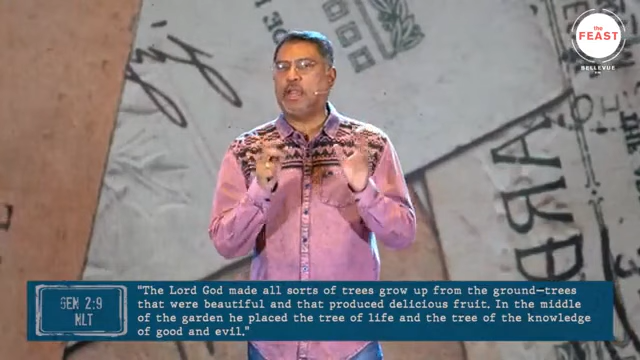 the
FEAST
BELLEVUE
GEN 2:9
NLT
"The Lord God made all sorts of trees grow up from the ground—trees
that were beautiful and that produced delicious fruit. In the middle
of the garden he placed the tree of life and the tree of the knowledge
of good and evil."